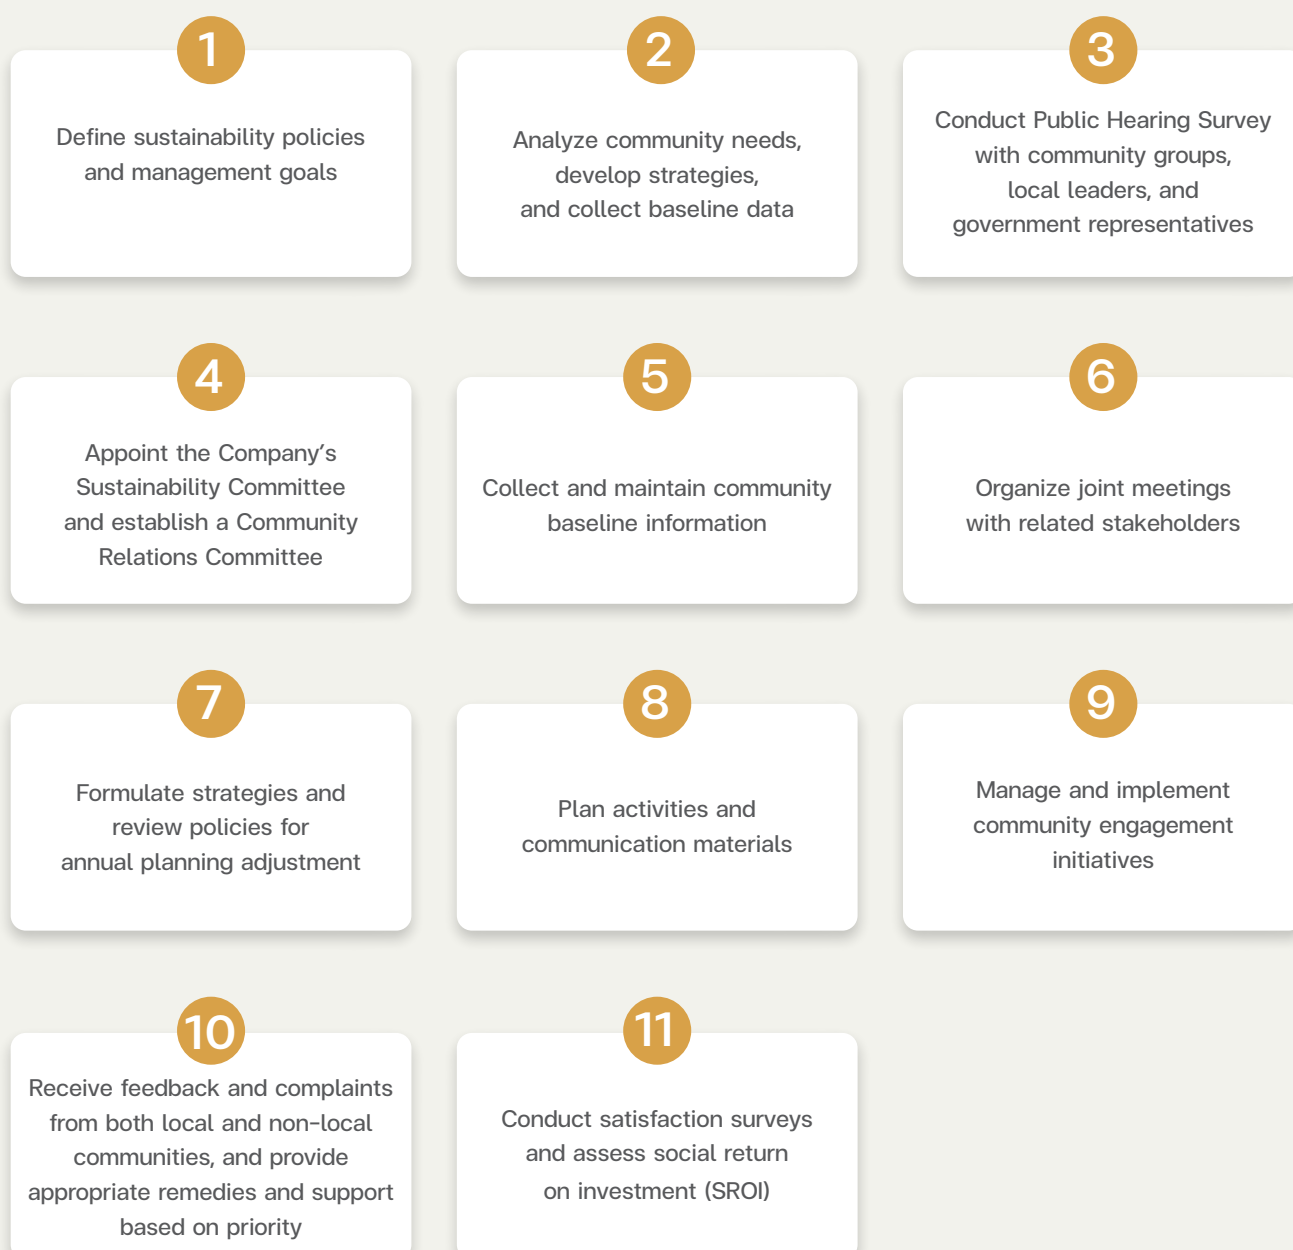 1
Define sustainability policies
and management goals
2
Analyze community needs,
develop strategies,
and collect baseline data
3
Conduct Public Hearing Survey
with community groups,
local leaders, and
government representatives
4
Appoint the Company's
Sustainability Committee
and establish a Community
Relations Committee
5
Collect and maintain community
baseline information
6
Organize joint meetings
with related stakeholders
7
Formulate strategies and
review policies for
annual planning adjustment
8
Plan activities and
communication materials
9
Manage and implement
community engagement
initiatives
10
Receive feedback and complaints
from both local and non-local
communities, and provide
appropriate remedies and support
based on priority
11
Conduct satisfaction surveys
and assess social return
on investment (SROI)